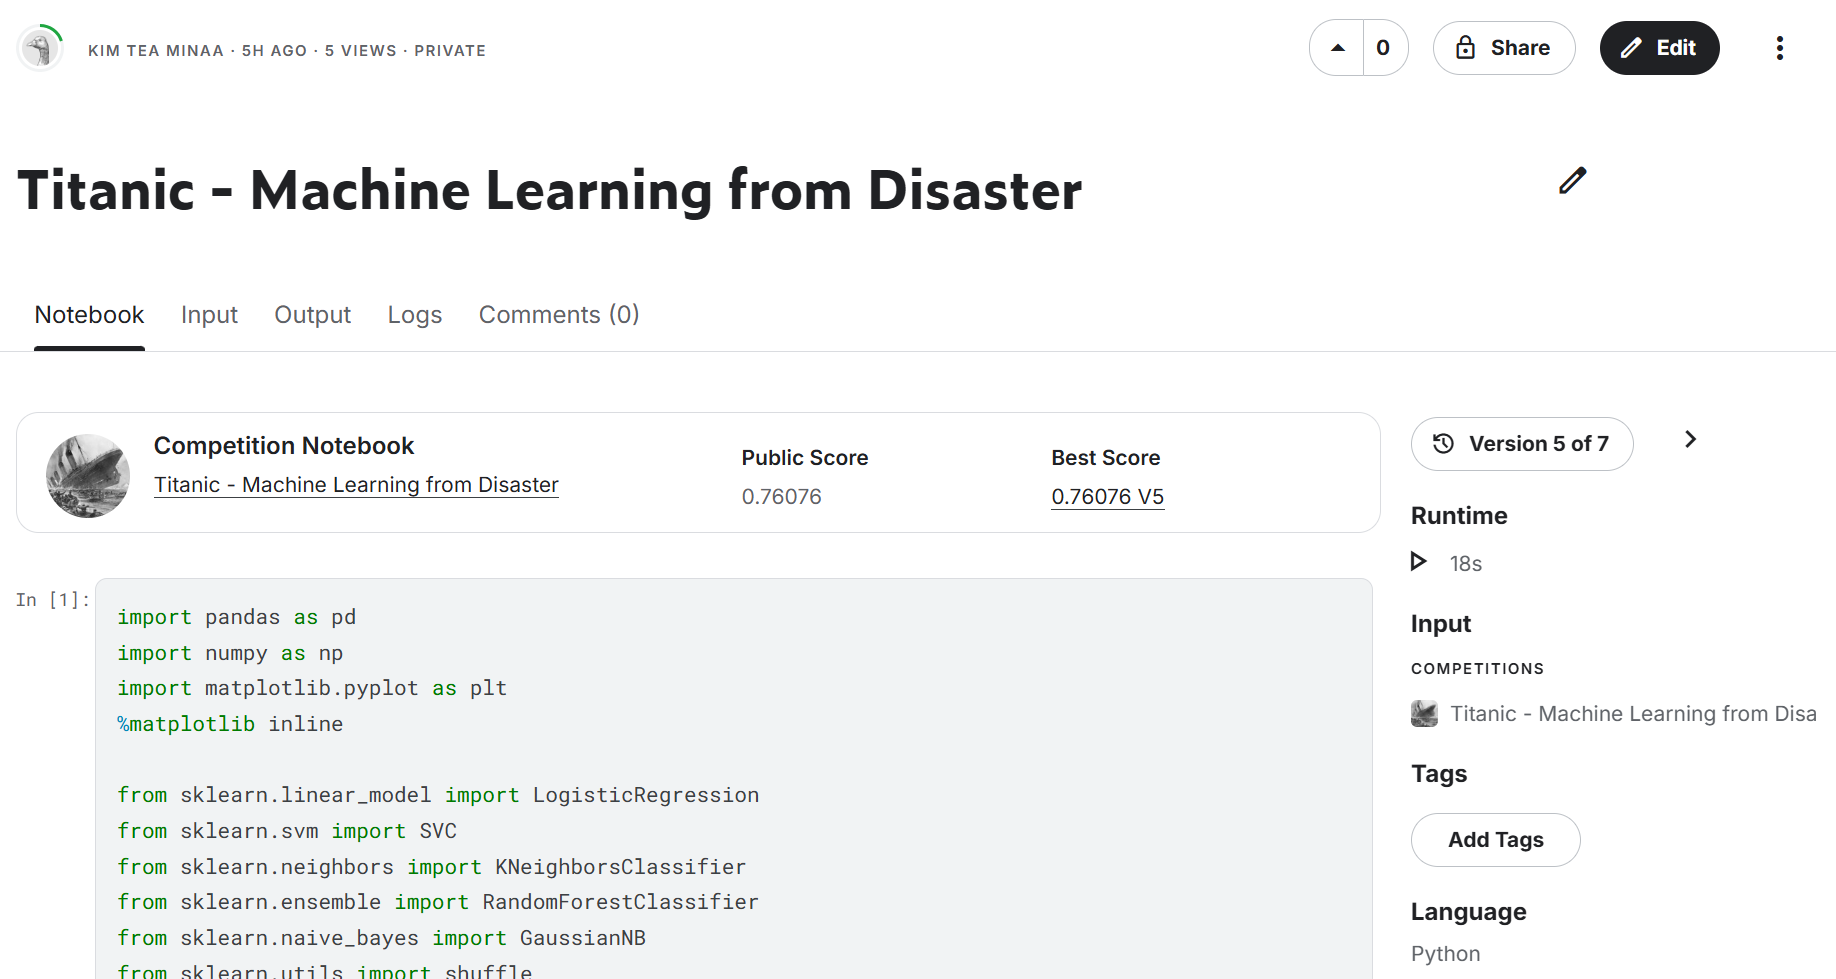 KIM TEA MINAA · 5H AGO · 5 VIEWS · PRIVATE
0
Share
Edit
Titanic - Machine Learning from Disaster
Notebook Input Output Logs Comments (0)
Competition Notebook
Titanic - Machine Learning from Disaster
Public Score
0.76076
Best Score
0.76076 V5
Version 5 of 7
Runtime
18s
Input
COMPETITIONS
Titanic - Machine Learning from Disa
Tags
Add Tags
Language
Python
In [1]:
import pandas as pd
import numpy as np
import matplotlib.pyplot as plt
%matplotlib inline
from sklearn.linear_model import LogisticRegression
from sklearn.svm import SVC
from sklearn.neighbors import KNeighborsClassifier
from sklearn.ensemble import RandomForestClassifier
from sklearn.naive_bayes import GaussianNB
from sklearn.utils import shuffle